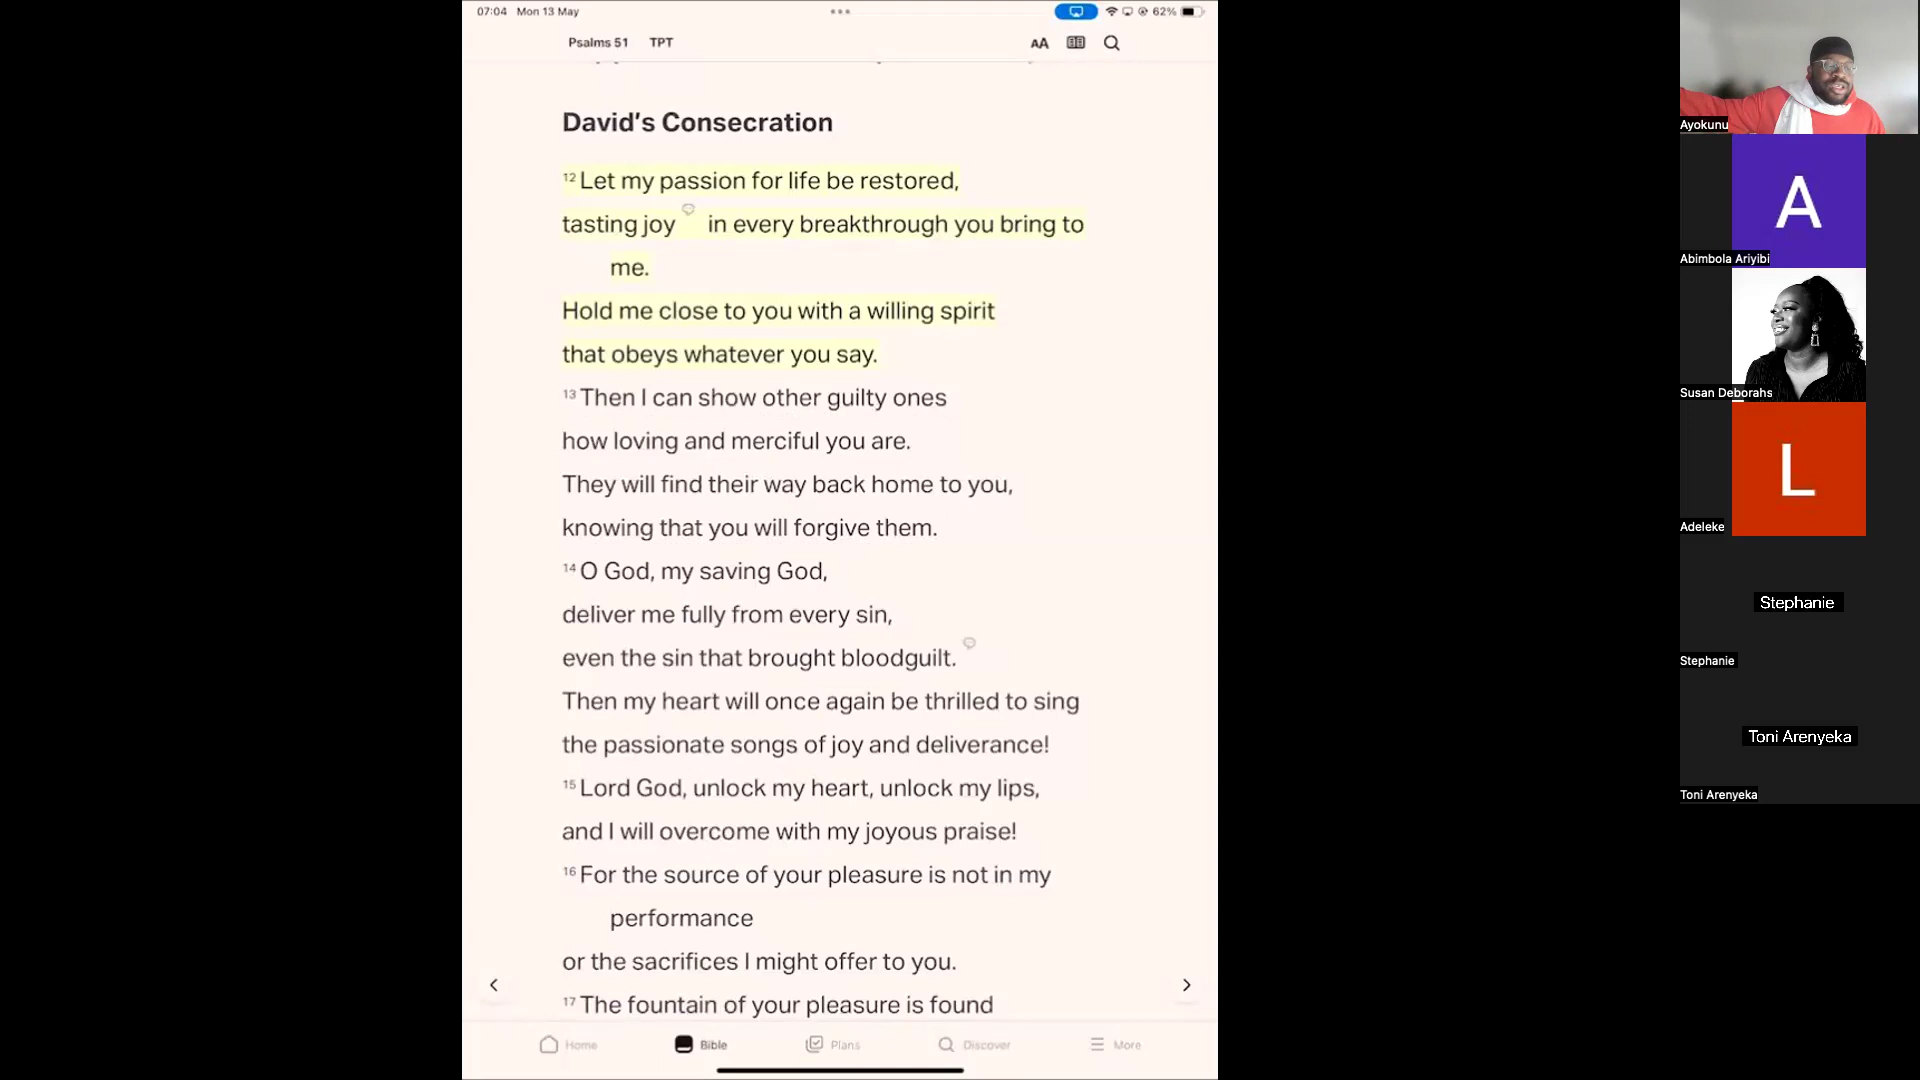 07:04 Mon 13 May
62%
Psalms 51 TPT
AA
David's Consecration
12 Let my passion for life be restored,
tasting joy in every breakthrough you bring to
me.
Hold me close to you with a willing spirit
that obeys whatever you say.
13 Then I can show other guilty ones
how loving and merciful you are.
They will find their way back home to you,
knowing that you will forgive them.
14 O God, my saving God,
deliver me fully from every sin,
even the sin that brought bloodguilt.
Then my heart will once again be thrilled to sing
the passionate songs of joy and deliverance!
15 Lord God, unlock my heart, unlock my lips,
and I will overcome with my joyous praise!
16 For the source of your pleasure is not in my
performance
or the sacrifices I might offer to you.
17 The fountain of your pleasure is found
Home Bible Plans Discover More
Ayokunu
A
Abimbola Ariyibi
Susan Deborahs
L
Adeleke
Stephanie
Stephanie
Toni Arenyeka
Toni Arenyeka